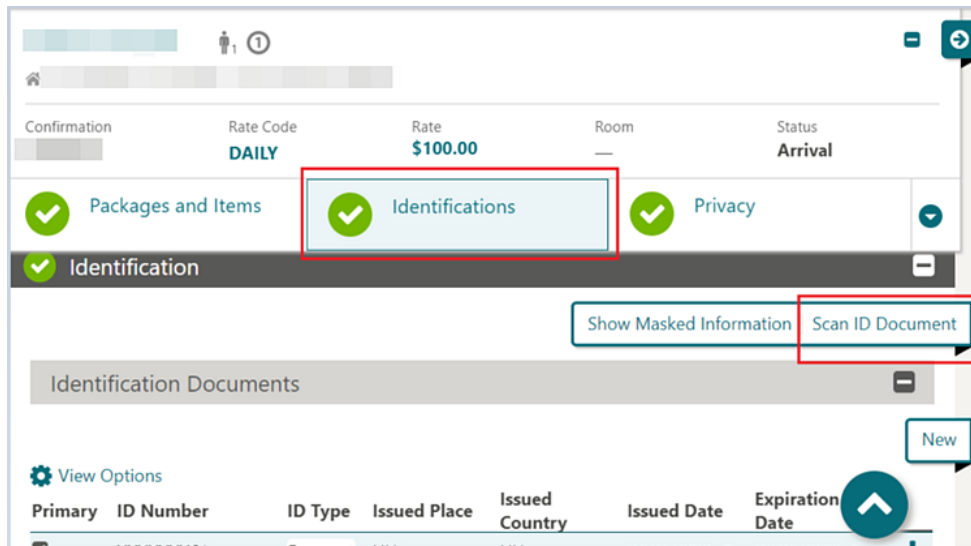 1 1
Confirmation Rate Code Rate Room Status
DAILY $100.00 — Arrival
Packages and Items Identifications Privacy
Identification
Show Masked Information Scan ID Document
Identification Documents
New
View Options
Primary ID Number ID Type Issued Place Issued Country Issued Date Expiration Date